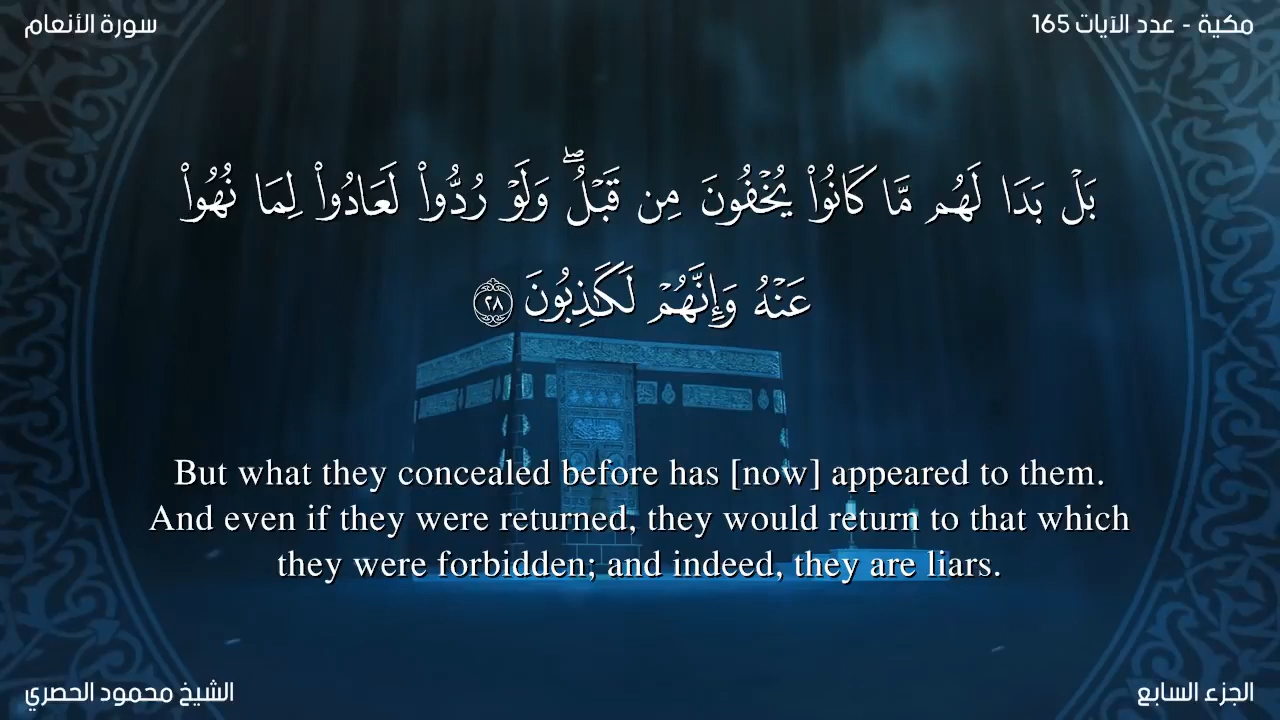 سورة الأنعام
مكية - عدد الآيات 165
بَلْ بَدَا لَهُم مَّا كَانُوا۟ يُخْفُونَ مِن قَبْلُ ۖ وَلَوْ رُدُّوا۟ لَعَادُوا۟ لِمَا نُهُوا۟
عَنْهُ وَإِنَّهُمْ لَكَـٰذِبُونَ ٢٨
But what they concealed before has [now] appeared to them.
And even if they were returned, they would return to that which
they were forbidden; and indeed, they are liars.
الشيخ محمود الحصري
الجزء السابع